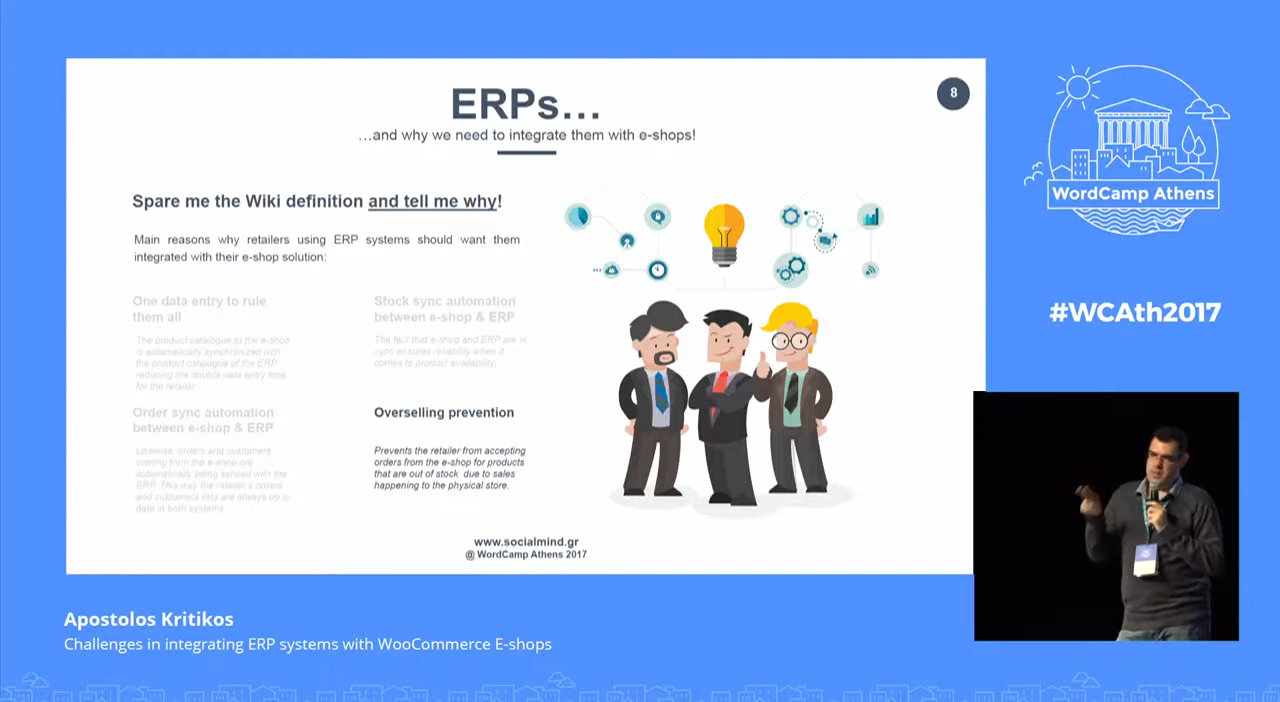 ERPs...
8
...and why we need to integrate them with e-shops!
Spare me the Wiki definition and tell me why!
Main reasons why retailers using ERP systems should want them
integrated with their e-shop solution:
One data entry to rule
them all
The product catalogue to the e-shop
is automatically synchronized with
the product catalogue of the ERP
reducing the double data entry time
for the retailer.
Stock sync automation
between e-shop & ERP
The fact that e-shop and ERP are in
sync ensures reliability when it
comes to product availability.
Order sync automation
between e-shop & ERP
Likewise, orders and customers
coming from the e-shop are
automatically being synced with the
ERP. This way the retailer's orders
and customers lists are always up to
date in both systems.
Overselling prevention
Prevents the retailer from accepting
orders from the e-shop for products
that are out of stock due to sales
happening to the physical store.
www.socialmind.gr
@ WordCamp Athens 2017
WordCamp Athens
#WCAth2017
Apostolos Kritikos
Challenges in integrating ERP systems with WooCommerce E-shops